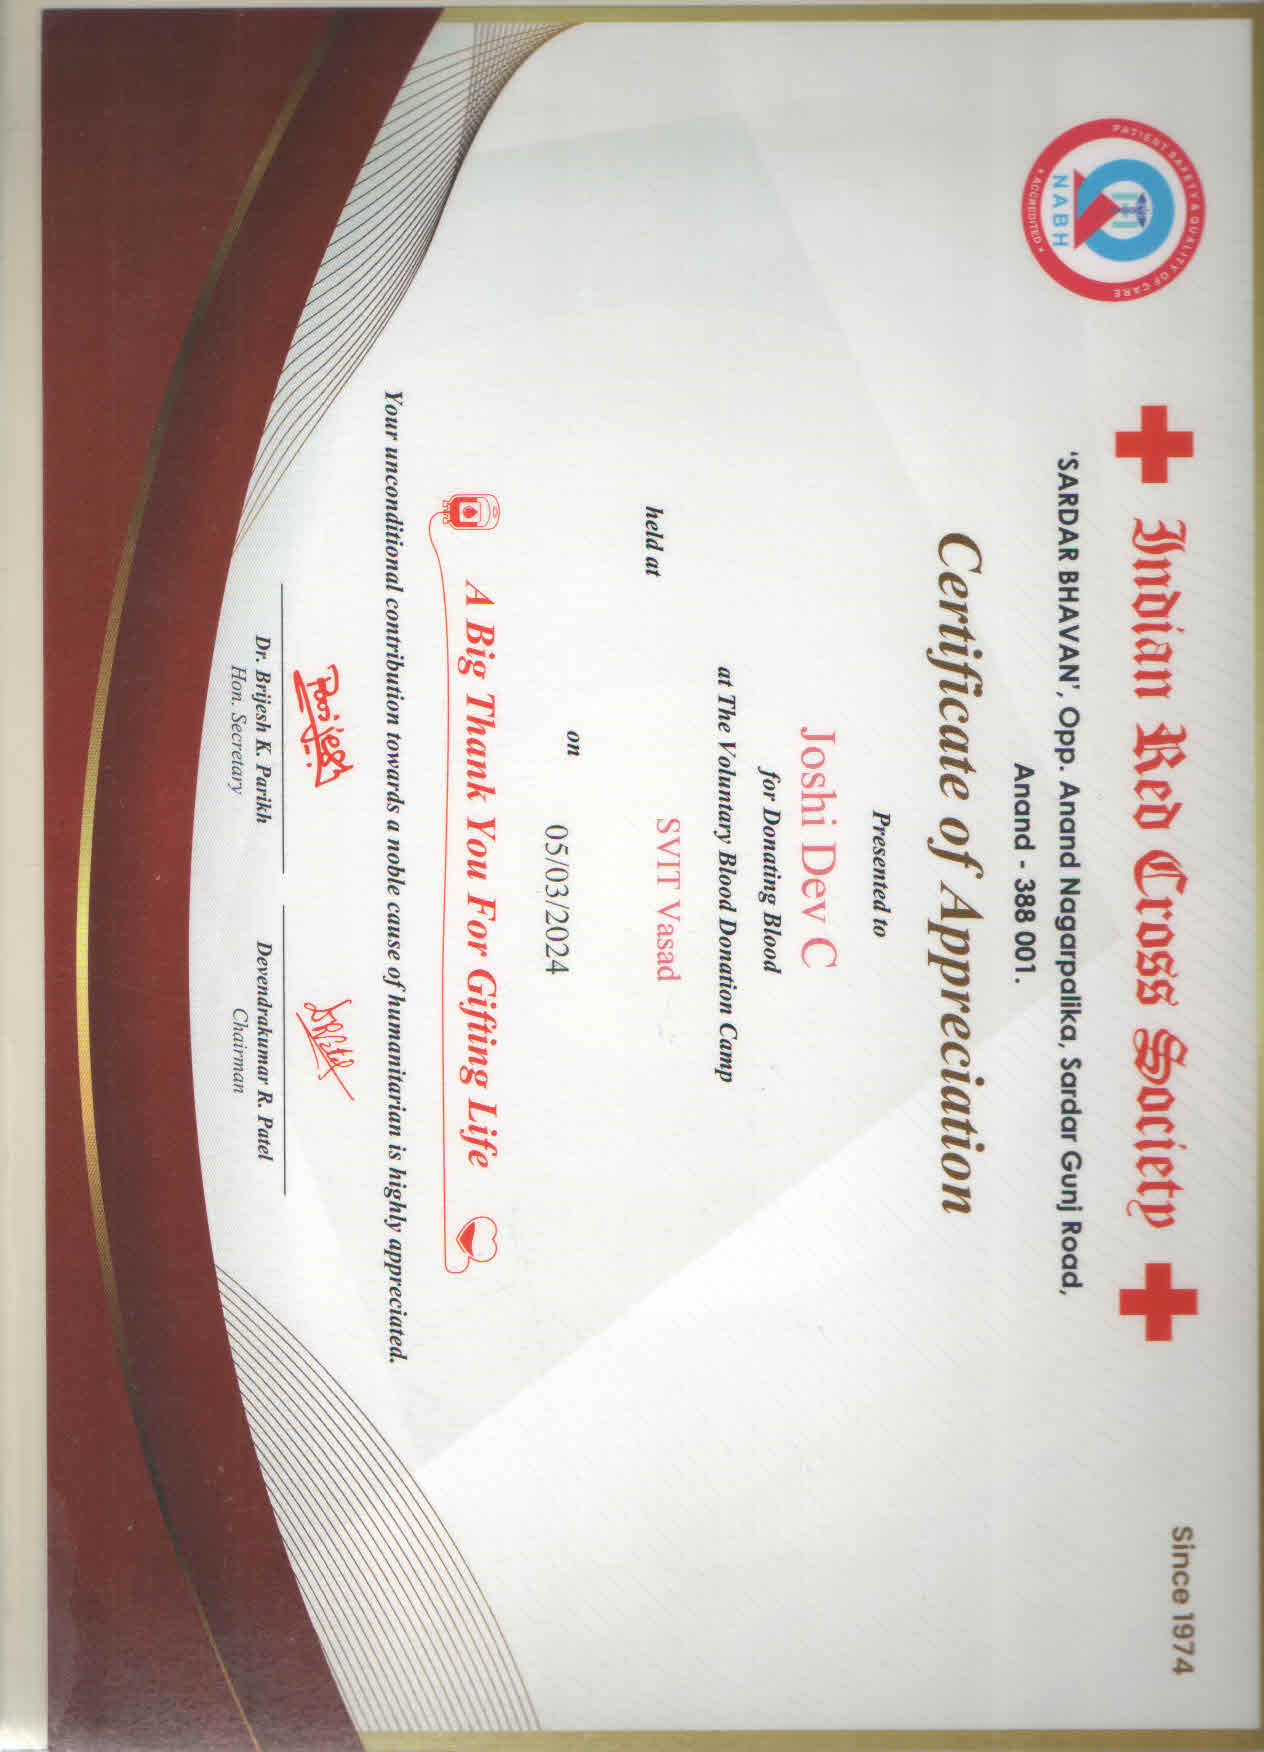 PATIENT SAFETY & QUALITY OF CARE
NABH
• ACCREDITED •
Indian Red Cross Society
Since 1974
‘SARDAR BHAVAN’, Opp. Anand Nagarpalika, Sardar Gunj Road,
Anand - 388 001.
Certificate of Appreciation
Presented to
Joshi Dev C
for Donating Blood
at The Voluntary Blood Donation Camp
held at SVIT Vasad
on 05/03/2024
A Big Thank You For Gifting Life
Your unconditional contribution towards a noble cause of humanitarian is highly appreciated.
DRPatel
Dr. Brijesh K. Parikh
Hon. Secretary
Devendrakumar R. Patel
Chairman